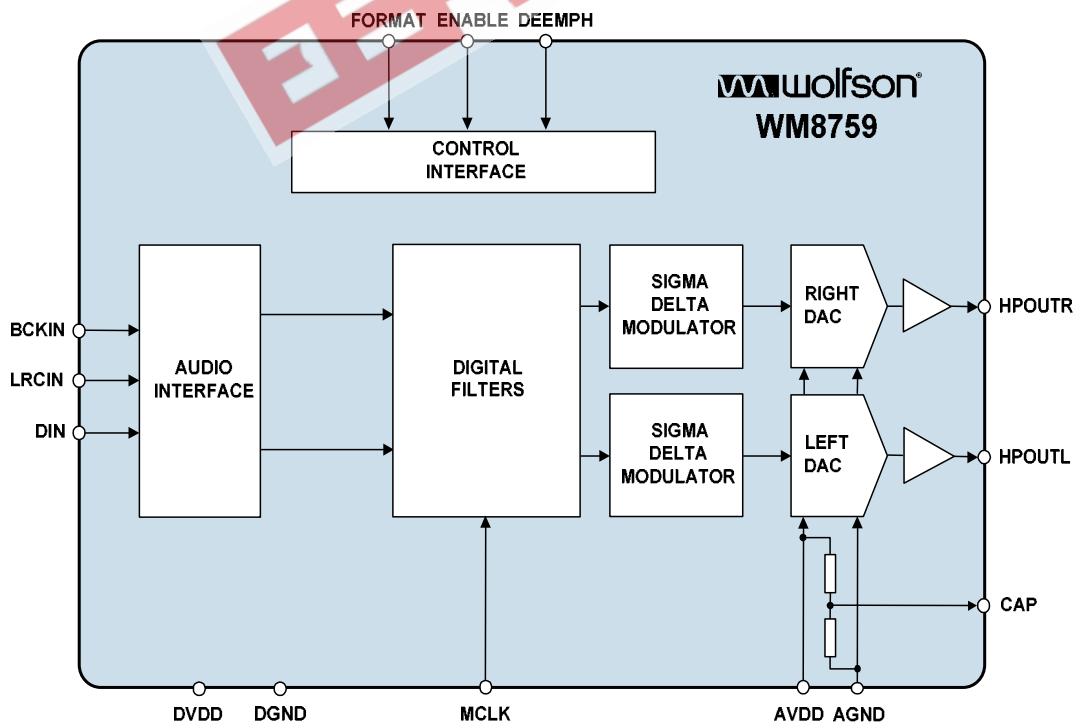 FORMAT ENABLE DEEMPH
wolfson®
WM8759
CONTROL
INTERFACE
BCKIN
LRCIN
DIN
AUDIO
INTERFACE
DIGITAL
FILTERS
SIGMA
DELTA
MODULATOR
RIGHT
DAC
HPOUTR
SIGMA
DELTA
MODULATOR
LEFT
DAC
HPOUTL
CAP
DVDD
DGND
MCLK
AVDD
AGND